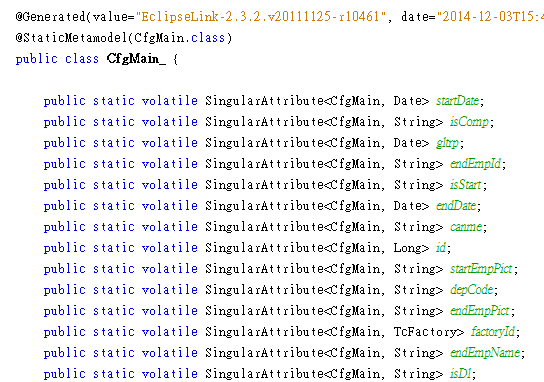 @Generated(value="EclipseLink-2.3.2.v20111125-r10461", date="2014-12-03T15:4
@StaticMetamodel(CfgMain.class)
public class CfgMain_ {
public static volatile SingularAttribute<CfgMain, Date> startDate;
public static volatile SingularAttribute<CfgMain, String> isComp;
public static volatile SingularAttribute<CfgMain, Date> gltrp;
public static volatile SingularAttribute<CfgMain, String> endEmpId;
public static volatile SingularAttribute<CfgMain, String> isStart;
public static volatile SingularAttribute<CfgMain, Date> endDate;
public static volatile SingularAttribute<CfgMain, String> canme;
public static volatile SingularAttribute<CfgMain, Long> id;
public static volatile SingularAttribute<CfgMain, String> startEmpPict;
public static volatile SingularAttribute<CfgMain, String> depCode;
public static volatile SingularAttribute<CfgMain, String> endEmpPict;
public static volatile SingularAttribute<CfgMain, TcFactory> factoryId;
public static volatile SingularAttribute<CfgMain, String> endEmpName;
public static volatile SingularAttribute<CfgMain, String> isDl;